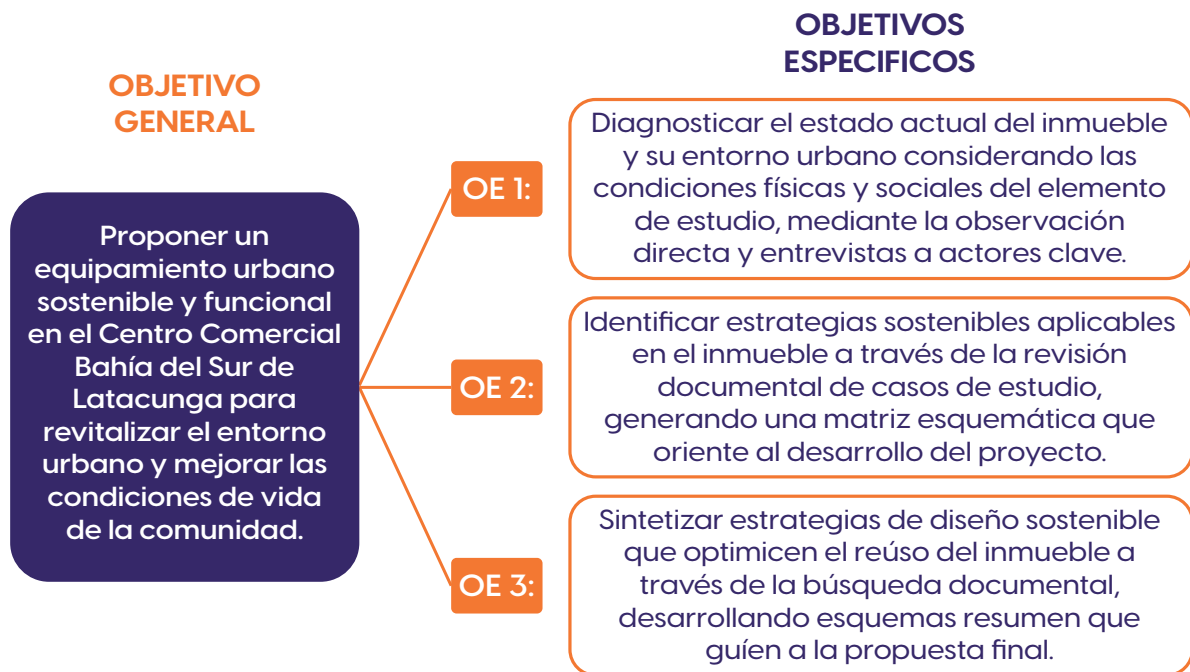 OBJETIVO
GENERAL
Proponer un
equipamiento urbano
sostenible y funcional
en el Centro Comercial
Bahía del Sur de
Latacunga para
revitalizar el entorno
urbano y mejorar las
condiciones de vida
de la comunidad.
OBJETIVOS
ESPECIFICOS
OE 1:
Diagnosticar el estado actual del inmueble
y su entorno urbano considerando las
condiciones físicas y sociales del elemento
de estudio, mediante la observación
directa y entrevistas a actores clave.
OE 2:
Identificar estrategias sostenibles aplicables
en el inmueble a través de la revisión
documental de casos de estudio,
generando una matriz esquemática que
oriente al desarrollo del proyecto.
OE 3:
Sintetizar estrategias de diseño sostenible
que optimicen el reúso del inmueble a
través de la búsqueda documental,
desarrollando esquemas resumen que
guíen a la propuesta final.